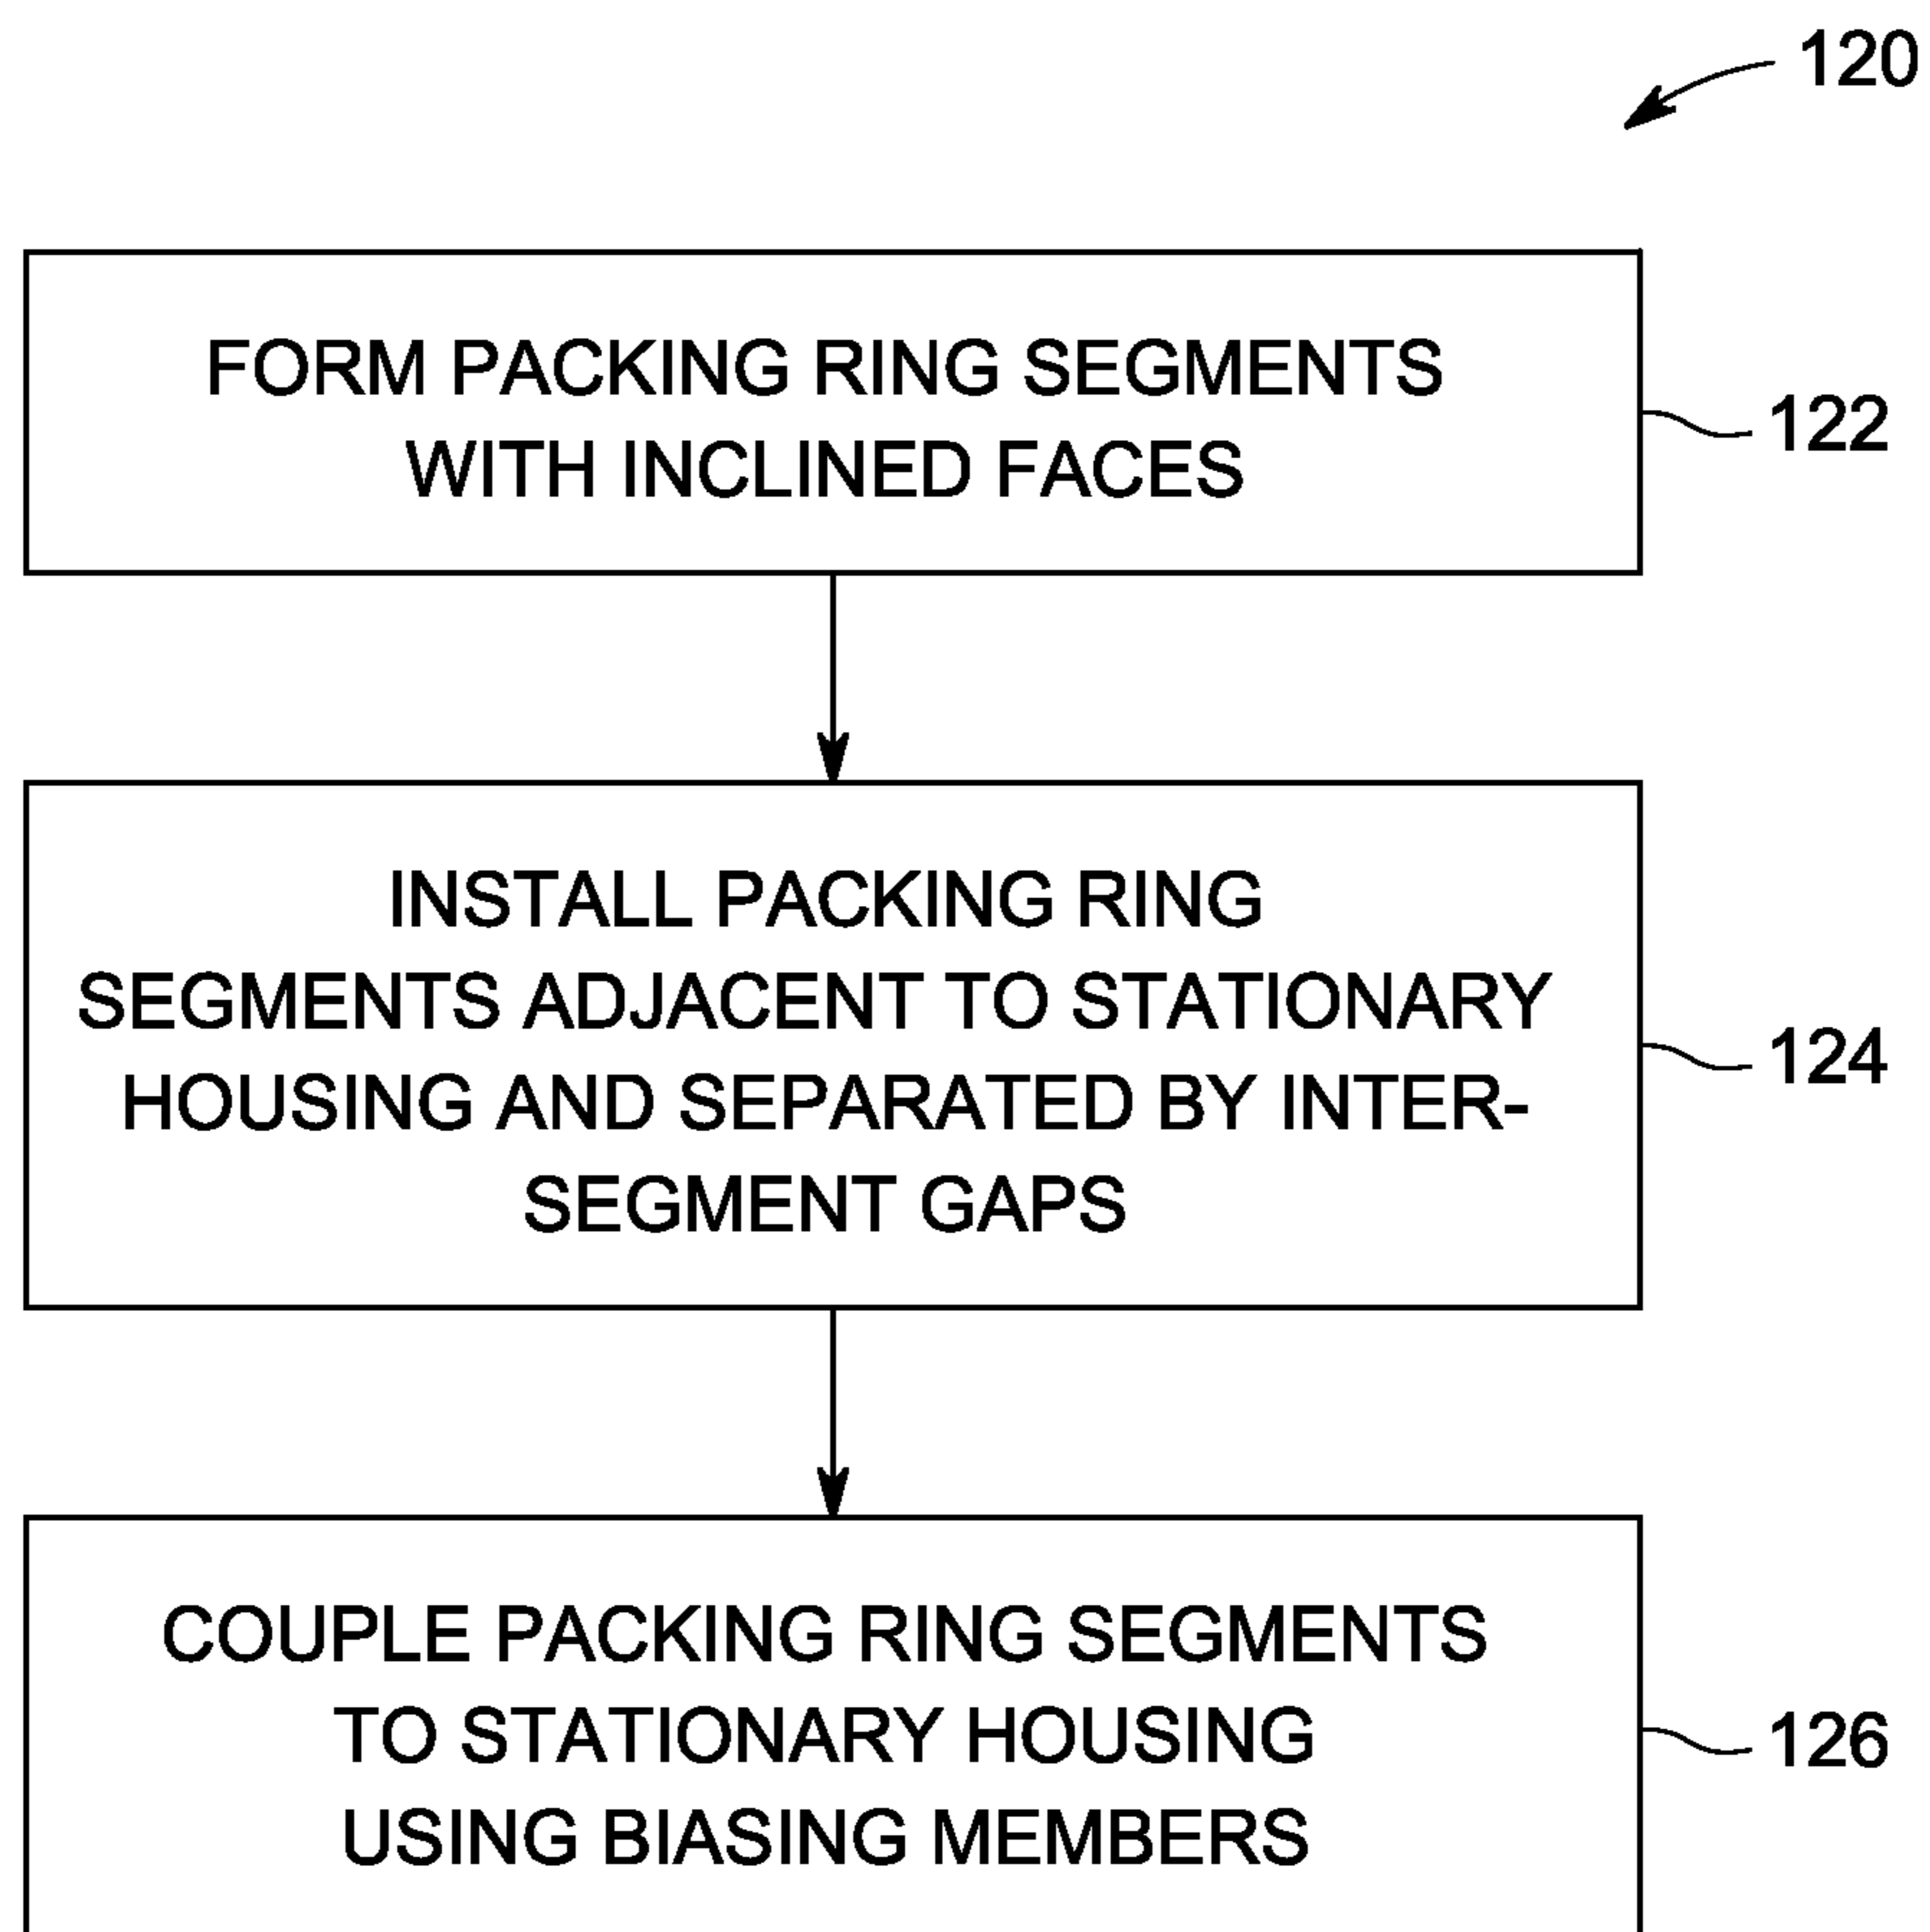 120
FORM PACKING RING SEGMENTS
WITH INCLINED FACES
122
INSTALL PACKING RING
SEGMENTS ADJACENT TO STATIONARY
HOUSING AND SEPARATED BY INTER-
SEGMENT GAPS
124
COUPLE PACKING RING SEGMENTS
TO STATIONARY HOUSING
USING BIASING MEMBERS
126